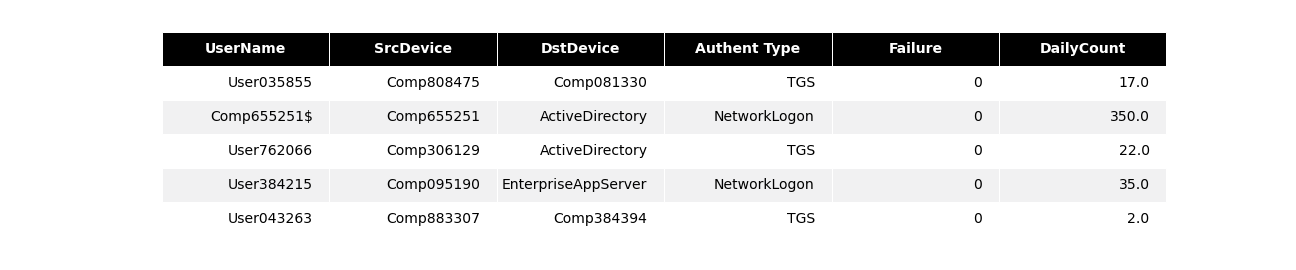 UserName SrcDevice DstDevice Authent Type Failure DailyCount
User035855 Comp808475 Comp081330 TGS 0 17.0
Comp655251$ Comp655251 ActiveDirectory NetworkLogon 0 350.0
User762066 Comp306129 ActiveDirectory TGS 0 22.0
User384215 Comp095190 EnterpriseAppServer NetworkLogon 0 35.0
User043263 Comp883307 Comp384394 TGS 0 2.0